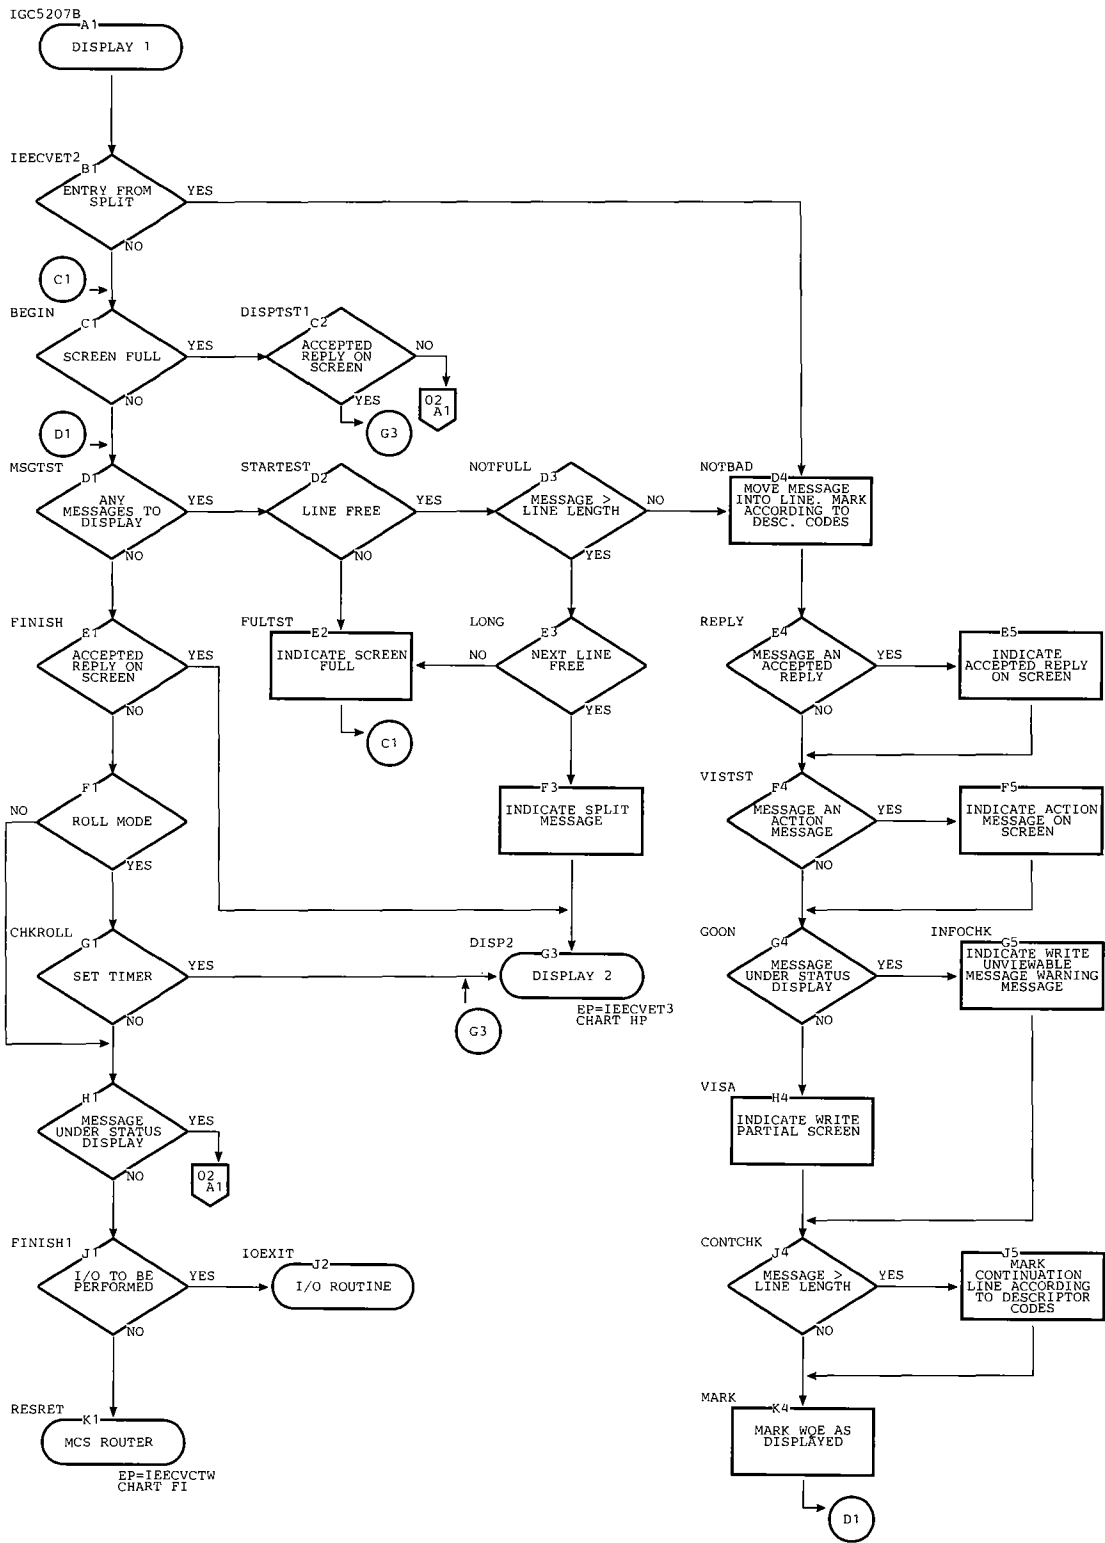 IGC5207B
A1
DISPLAY 1
IEECVET2
B1
ENTRY FROM
SPLIT
YES
NO
C1
BEGIN
C1
SCREEN FULL
YES
NO
DISPTST1
C2
ACCEPTED
REPLY ON
SCREEN
NO
YES
02
A1
G3
D1
MSGTST
D1
ANY
MESSAGES TO
DISPLAY
YES
NO
STARTEST
D2
LINE FREE
YES
NO
NOTFULL
D3
MESSAGE >
LINE LENGTH
NO
YES
NOTBAD
D4
MOVE MESSAGE
INTO LINE. MARK
ACCORDING TO
DESC. CODES
FINISH
E1
ACCEPTED
REPLY ON
SCREEN
YES
NO
FULTST
E2
INDICATE SCREEN
FULL
C1
LONG
E3
NEXT LINE
FREE
NO
YES
REPLY
E4
MESSAGE AN
ACCEPTED
REPLY
YES
NO
E5
INDICATE
ACCEPTED REPLY
ON SCREEN
F1
ROLL MODE
NO
YES
F3
INDICATE SPLIT
MESSAGE
VISTST
F4
MESSAGE AN
ACTION
MESSAGE
YES
NO
F5
INDICATE ACTION
MESSAGE ON
SCREEN
CHKROLL
G1
SET TIMER
YES
NO
DISP2
G3
DISPLAY 2
EP=IEECVET3
CHART HP
G3
GOON
G4
MESSAGE
UNDER STATUS
DISPLAY
YES
NO
INFOCHK
G5
INDICATE WRITE
UNVIEWABLE
MESSAGE WARNING
MESSAGE
H1
MESSAGE
UNDER STATUS
DISPLAY
YES
NO
02
A1
VISA
H4
INDICATE WRITE
PARTIAL SCREEN
FINISH1
J1
I/O TO BE
PERFORMED
YES
NO
IOEXIT
J2
I/O ROUTINE
CONTCHK
J4
MESSAGE >
LINE LENGTH
YES
NO
J5
MARK
CONTINUATION
LINE ACCORDING
TO DESCRIPTOR
CODES
RESRET
K1
MCS ROUTER
EP=IEECVCTW
CHART FI
MARK
K4
MARK WQE AS
DISPLAYED
D1